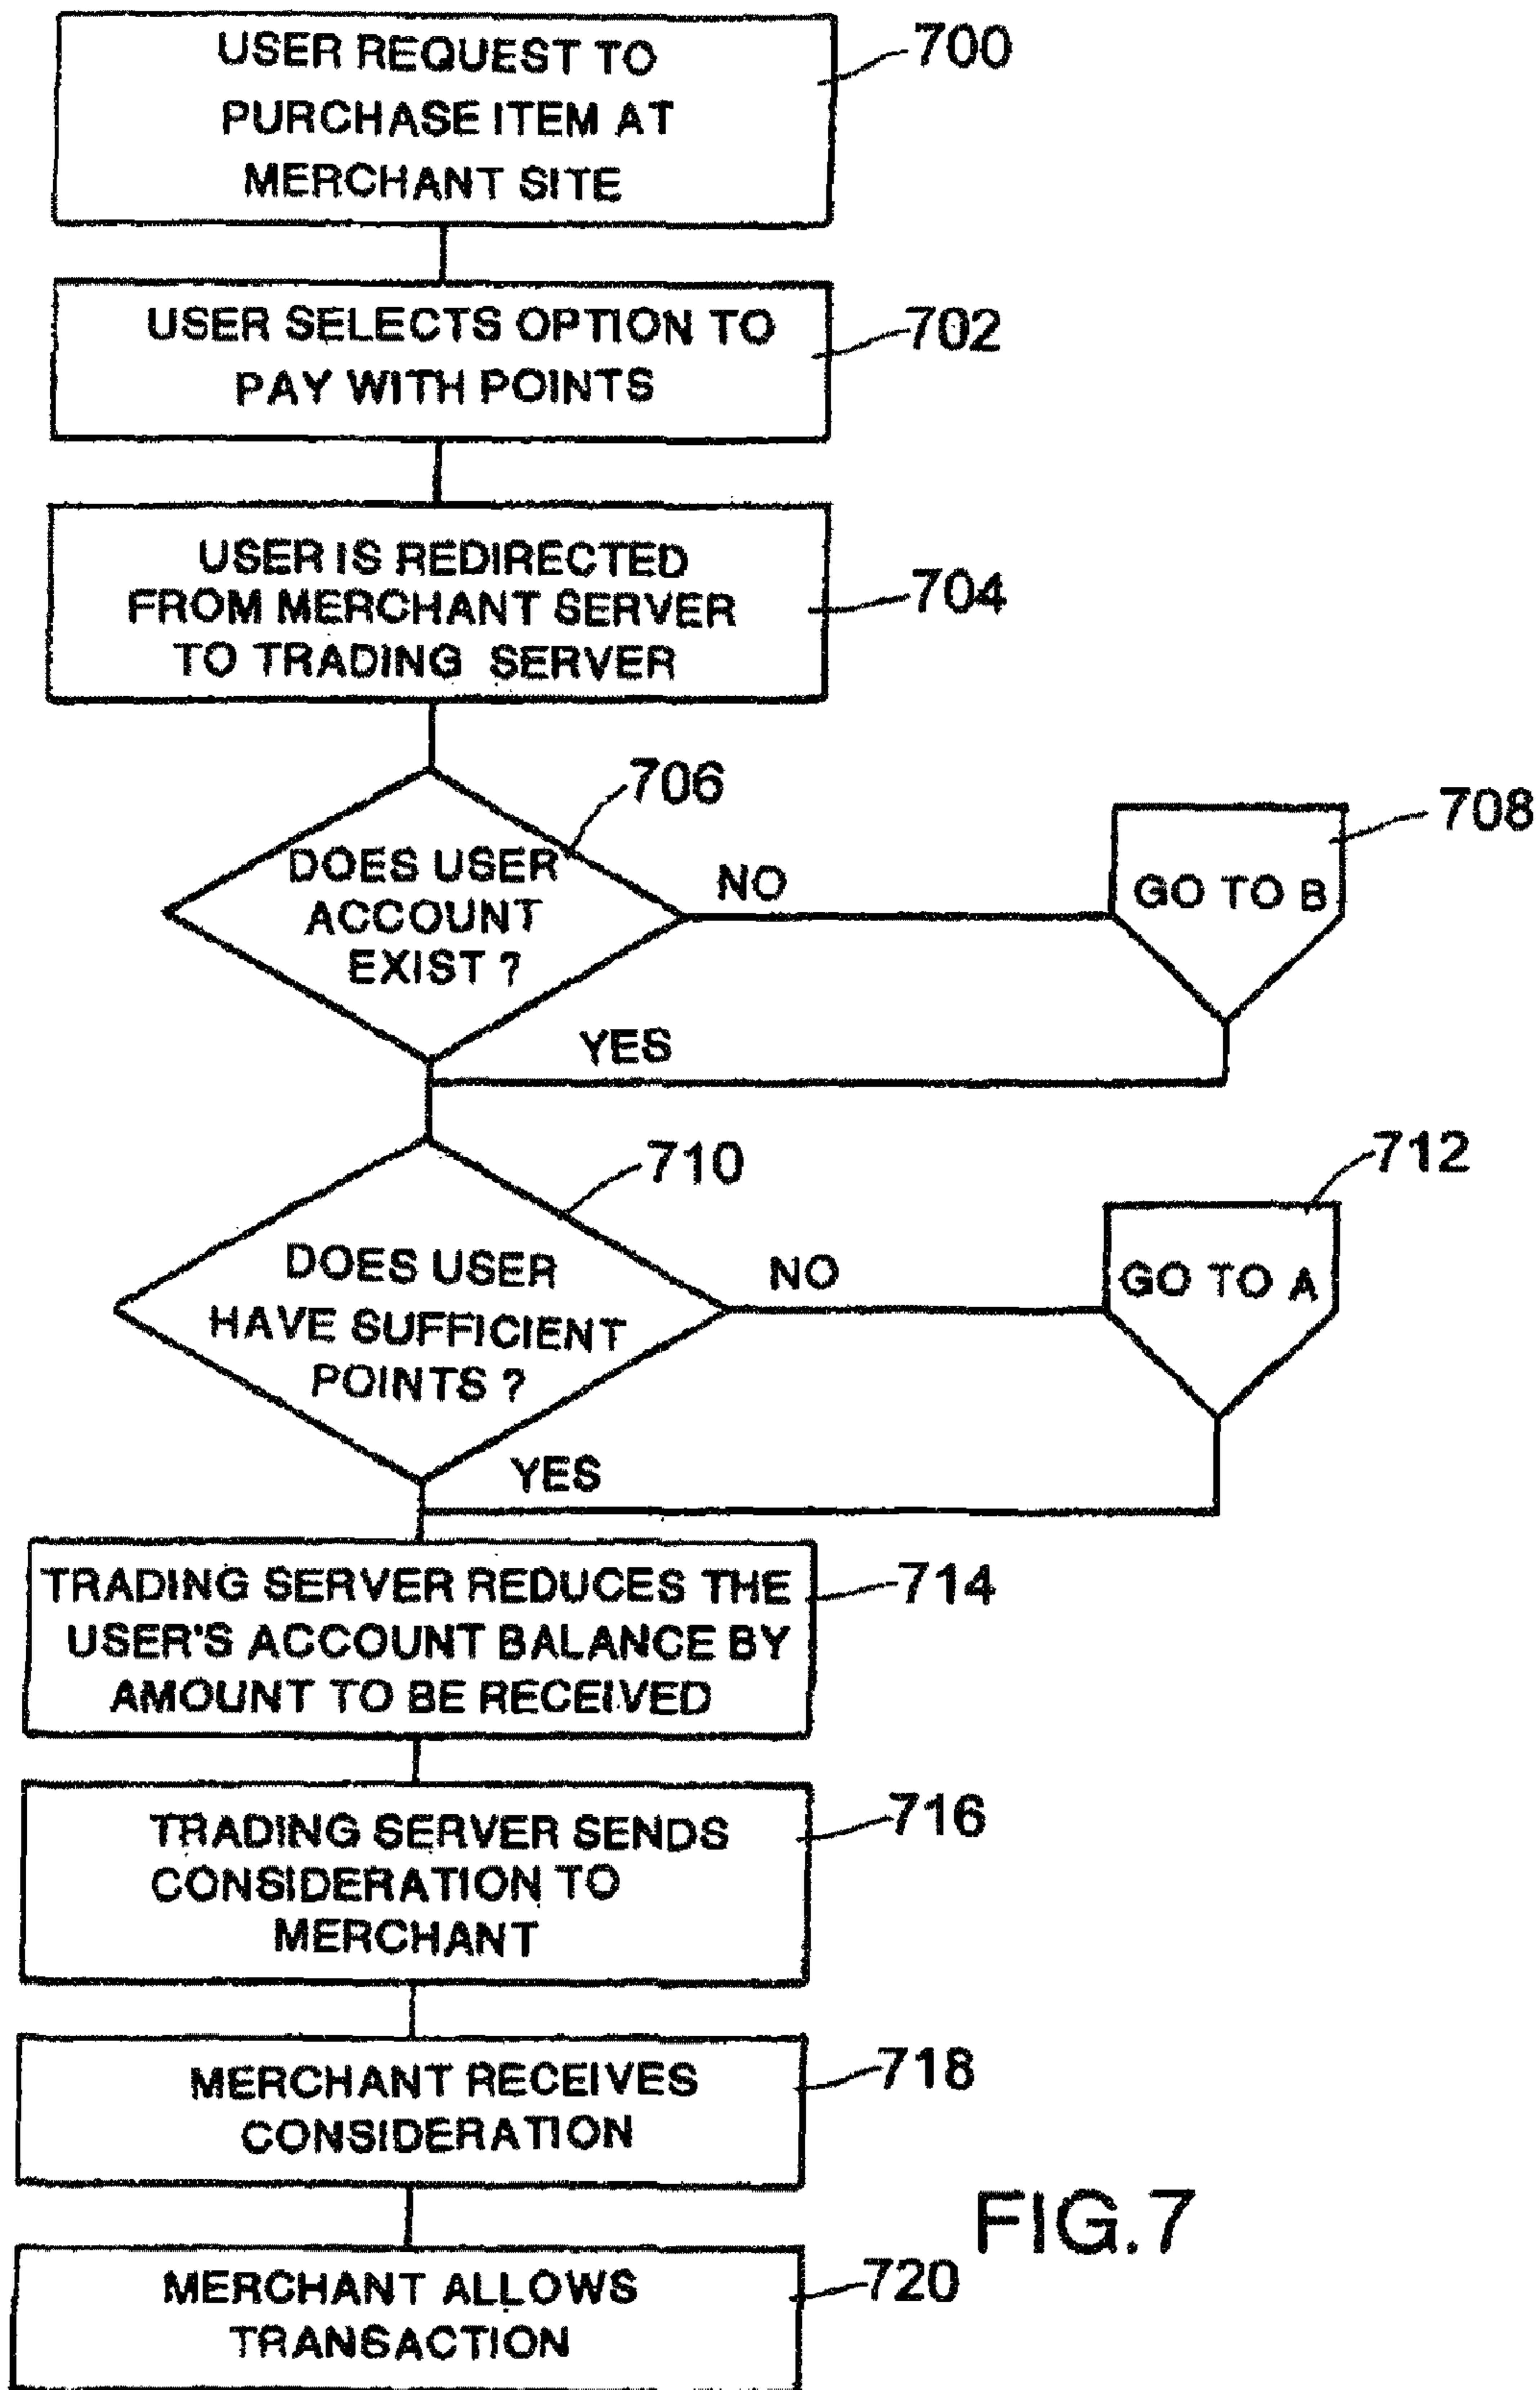 USER REQUEST TO
PURCHASE ITEM AT
MERCHANT SITE
700
USER SELECTS OPTION TO
PAY WITH POINTS
702
USER IS REDIRECTED
FROM MERCHANT SERVER
TO TRADING SERVER
704
706
DOES USER
ACCOUNT
EXIST ?
NO
708
GO TO B
YES
710
DOES USER
HAVE SUFFICIENT
POINTS ?
NO
712
GO TO A
YES
TRADING SERVER REDUCES THE
USER'S ACCOUNT BALANCE BY
AMOUNT TO BE RECEIVED
714
TRADING SERVER SENDS
CONSIDERATION TO
MERCHANT
716
MERCHANT RECEIVES
CONSIDERATION
718
FIG.7
MERCHANT ALLOWS
TRANSACTION
720